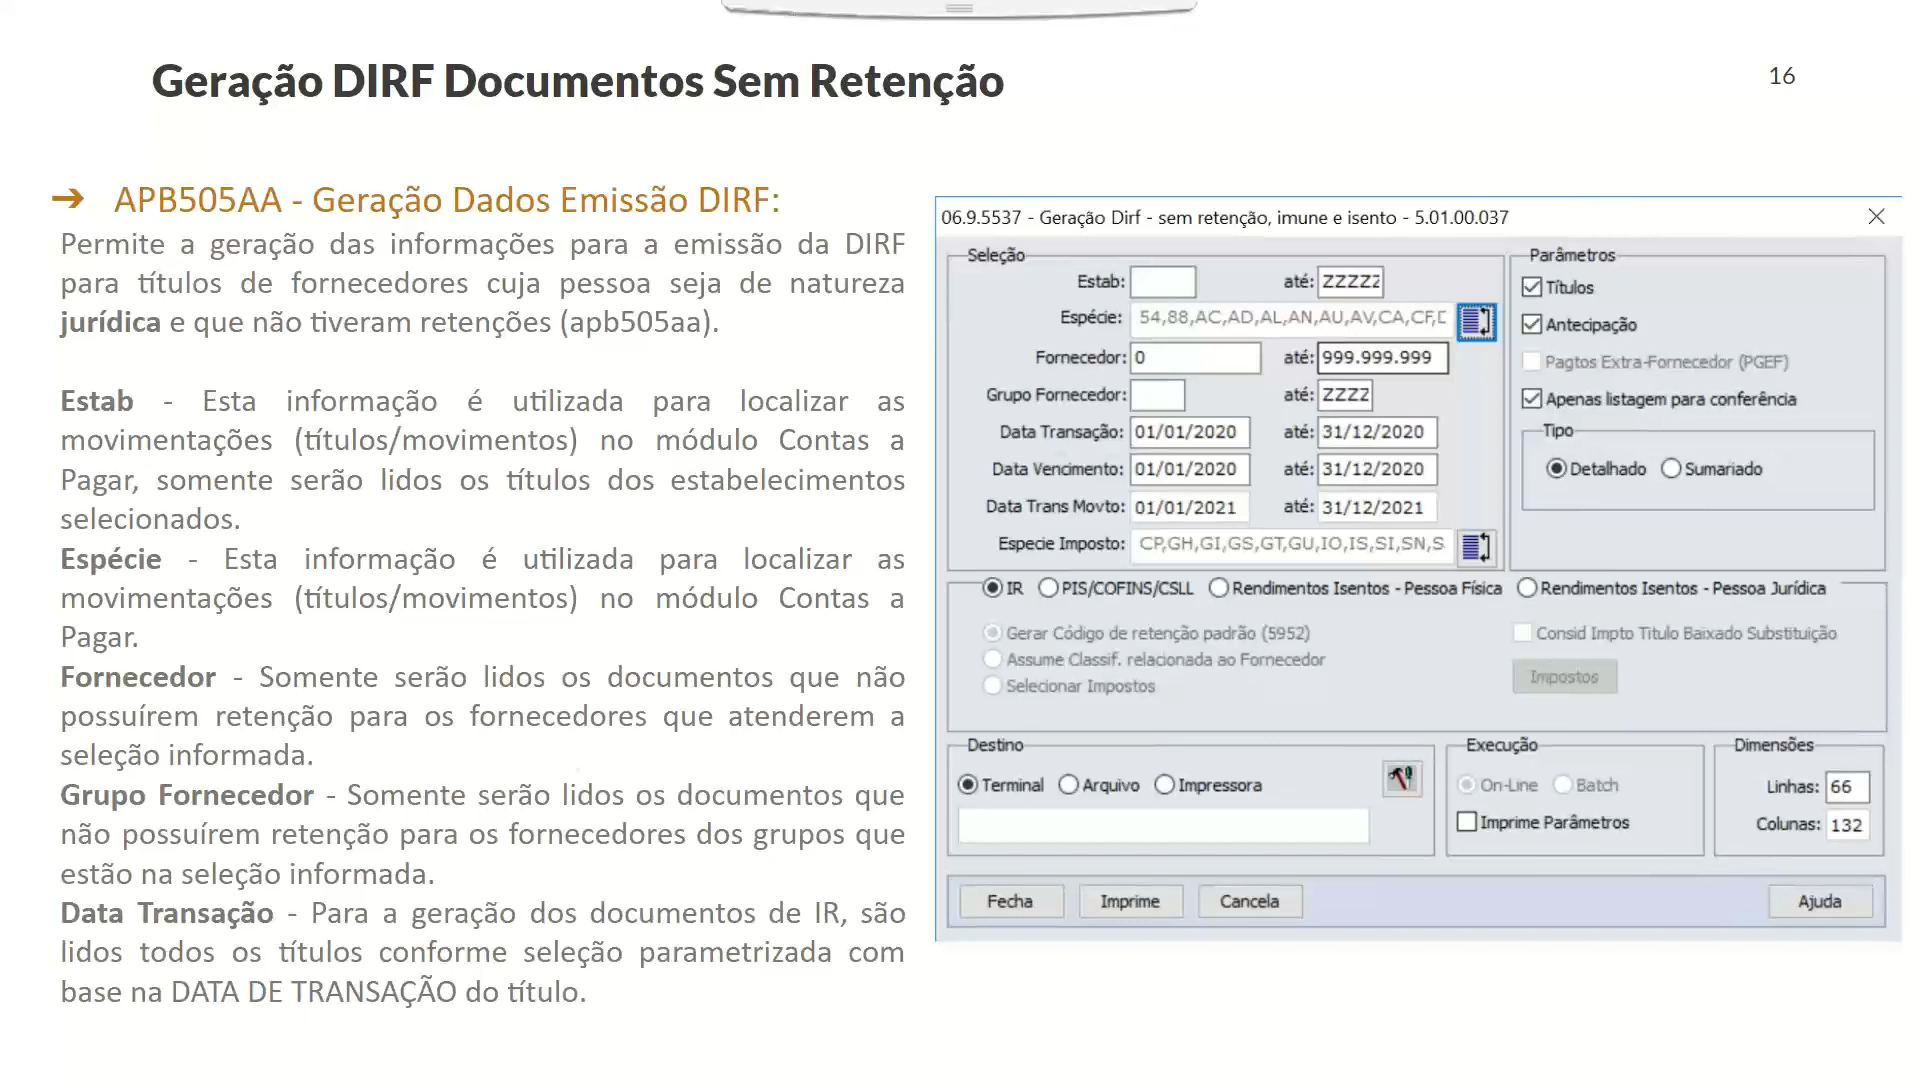 Geração DIRF Documentos Sem Retenção
16
➔ APB505AA - Geração Dados Emissão DIRF:
Permite a geração das informações para a emissão da DIRF
para títulos de fornecedores cuja pessoa seja de natureza
jurídica e que não tiveram retenções (apb505aa).
Estab - Esta informação é utilizada para localizar as
movimentações (títulos/movimentos) no módulo Contas a
Pagar, somente serão lidos os títulos dos estabelecimentos
selecionados.
Espécie - Esta informação é utilizada para localizar as
movimentações (títulos/movimentos) no módulo Contas a
Pagar.
Fornecedor - Somente serão lidos os documentos que não
possuírem retenção para os fornecedores que atenderem a
seleção informada.
Grupo Fornecedor - Somente serão lidos os documentos que
não possuírem retenção para os fornecedores dos grupos que
estão na seleção informada.
Data Transação - Para a geração dos documentos de IR, são
lidos todos os títulos conforme seleção parametrizada com
base na DATA DE TRANSAÇÃO do título.
06.9.5537 - Geração Dirf - sem retenção, imune e isento - 5.01.00.037
Seleção
Estab: até: ZZZZZ
Espécie: 54,88,AC,AD,AL,AN,AU,AV,CA,CF,D
Fornecedor: 0 até: 999.999.999
Grupo Fornecedor: até: ZZZZ
Data Transação: 01/01/2020 até: 31/12/2020
Data Vencimento: 01/01/2020 até: 31/12/2020
Data Trans Movto: 01/01/2021 até: 31/12/2021
Especie Imposto: CP,GH,GI,GS,GT,GU,IO,IS,SI,SN,S
Parâmetros
Títulos
Antecipação
Pagtos Extra-Fornecedor (PGEF)
Apenas listagem para conferência
Tipo
Detalhado Sumariado
IR PIS/COFINS/CSLL Rendimentos Isentos - Pessoa Física Rendimentos Isentos - Pessoa Jurídica
Gerar Código de retenção padrão (5952)
Assume Classif. relacionada ao Fornecedor
Selecionar Impostos
Consid Impto Titulo Baixado Substituição
Impostos
Destino
Terminal Arquivo Impressora
Execução
On-Line Batch
Imprime Parâmetros
Dimensões
Linhas: 66
Colunas: 132
Fecha Imprime Cancela Ajuda